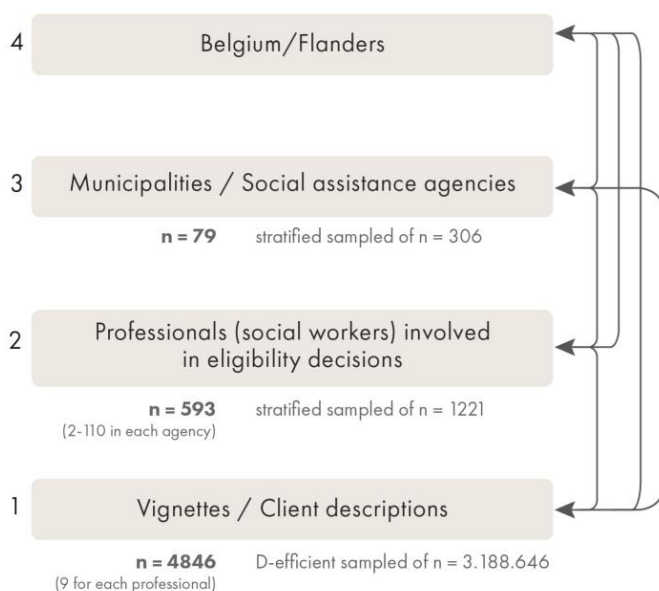 4
Belgium/Flanders
3
Municipalities / Social assistance agencies
n = 79 stratified sampled of n = 306
2
Professionals (social workers) involved
in eligibility decisions
n = 593 stratified sampled of n = 1221
(2-110 in each agency)
1
Vignettes / Client descriptions
n = 4846 D-efficient sampled of n = 3.188.646
(9 for each professional)